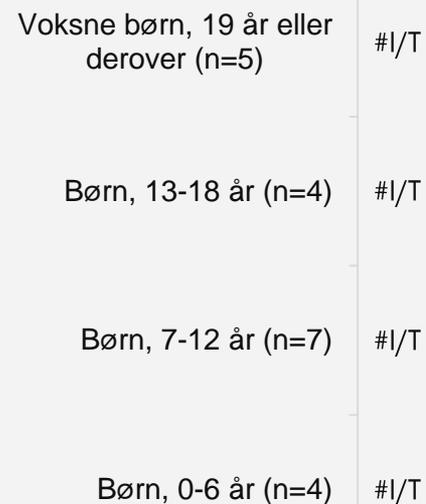 Voksne børn, 19 år eller
derover (n=5) #I/T
Børn, 13-18 år (n=4) #I/T
Børn, 7-12 år (n=7) #I/T
Børn, 0-6 år (n=4) #I/T